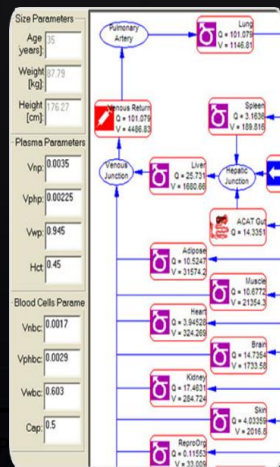 Size Parameters
Age
years]:
35
Weight
[kg]:
87.79
Height
[cm]:
176.27
Plasma Parameters
Vnp: 0.0035
Vphp: 0.00225
Vwp: 0.945
Hct: 0.45
Blood Cells Parame
Vnbc: 0.0017
Vphbc: 0.0029
Vwbc: 0.603
Cap: 0.5
Pulmonary
Artery
Lung
Q = 101.079
V = 1146.81
Venous Return
Q = 101.079
V = 4486.83
Spleen
Q = 3.1636
V = 189.816
Venous
Junction
Liver
Q = 25.731
V = 1680.66
Hepatic
Junction
ACAT Gut
Q = 14.3351
Adipose
Q = 10.5247
V = 31574.2
Muscle
Q = 10.6772
V = 21354.3
Heart
Q = 3.94528
V = 324.269
Brain
Q = 14.7354
V = 1733.58
Kidney
Q = 17.4631
V = 284.724
Skin
Q = 4.03359
V = 2016.8
ReproOrg
Q = 0.11553
V = 33.009